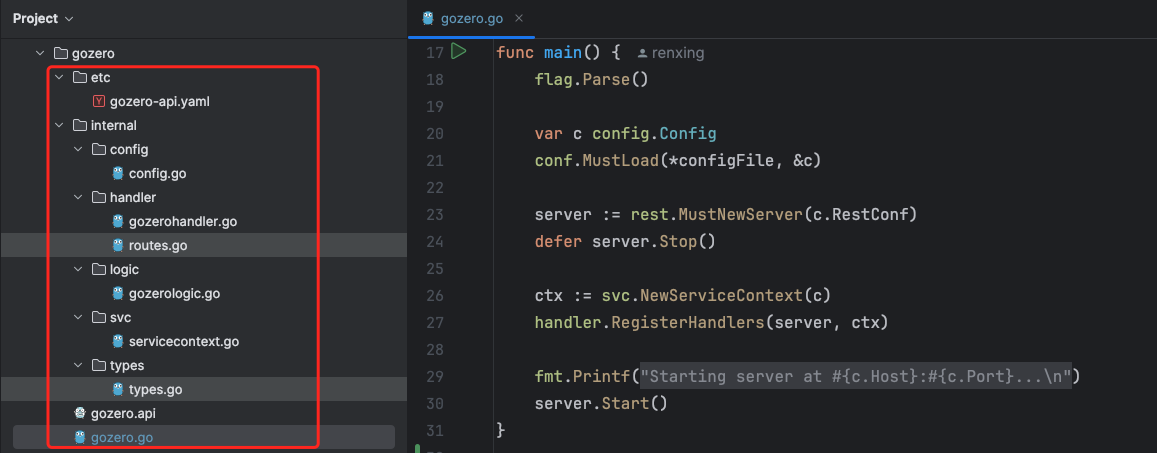 Project
gozero
etc
gozero-api.yaml
internal
config
config.go
handler
gozerohandler.go
routes.go
logic
gozerologic.go
svc
servicecontext.go
types
types.go
gozero.api
gozero.go
gozero.go ×
17 func main() { renxing
18 flag.Parse()
19
20 var c config.Config
21 conf.MustLoad(*configFile, &c)
22
23 server := rest.MustNewServer(c.RestConf)
24 defer server.Stop()
25
26 ctx := svc.NewServiceContext(c)
27 handler.RegisterHandlers(server, ctx)
28
29 fmt.Printf("Starting server at #{c.Host}:#{c.Port}...\n")
30 server.Start()
31 }